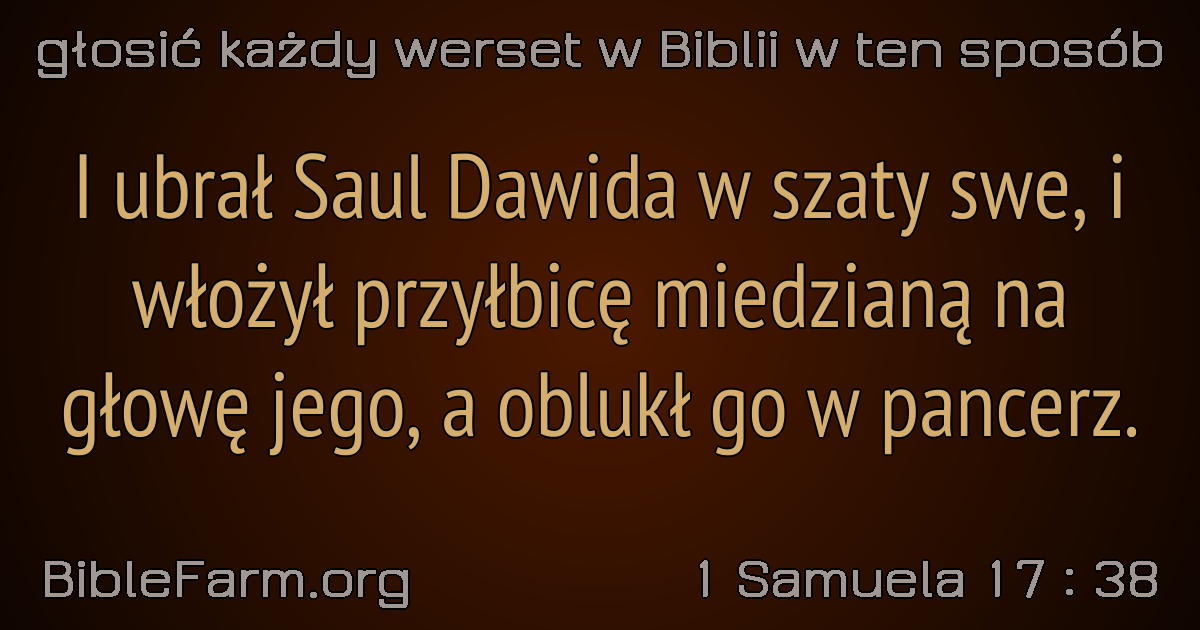 głosić każdy werset w Biblii w ten sposób
I ubrał Saul Dawida w szaty swe, i
włożył przyłbicę miedzianą na
głowę jego, a oblukł go w pancerz.
BibleFarm.org
1 Samuela 17 : 38